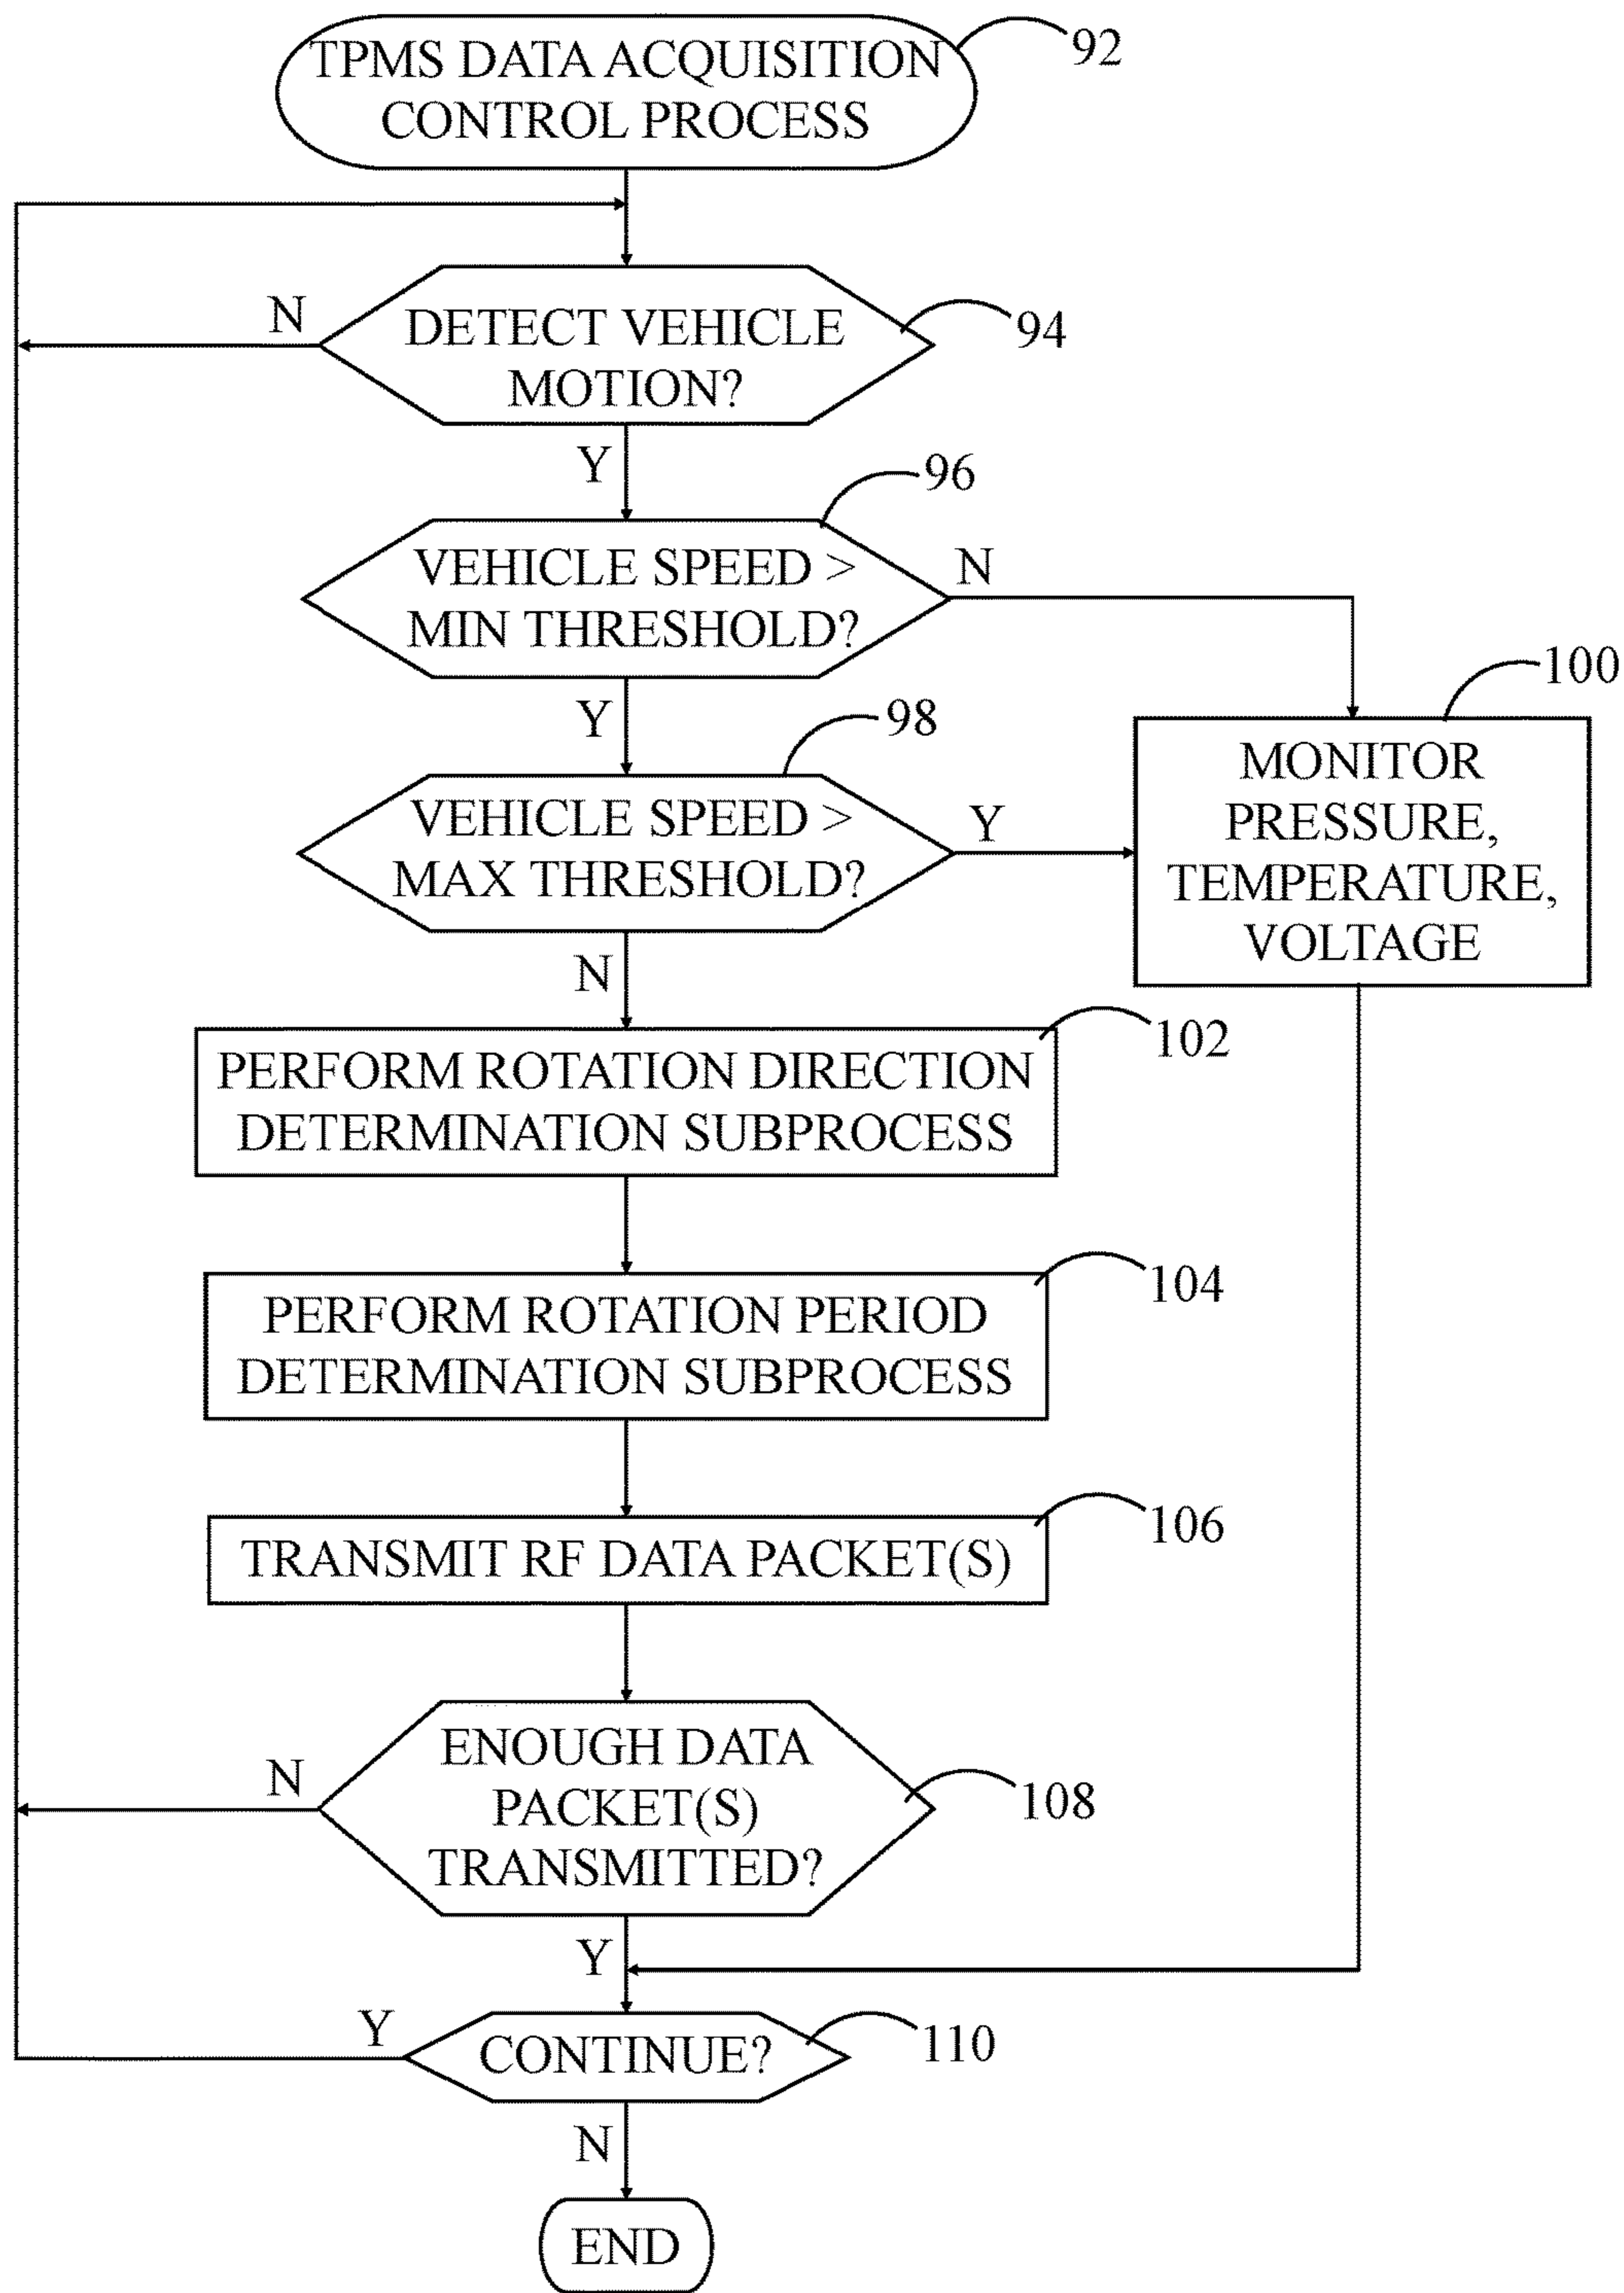 TPMS DATA ACQUISITION
CONTROL PROCESS
92
N
DETECT VEHICLE
MOTION?
94
Y
96
VEHICLE SPEED >
MIN THRESHOLD?
N
Y
98
100
VEHICLE SPEED >
MAX THRESHOLD?
Y
MONITOR
PRESSURE,
TEMPERATURE,
VOLTAGE
N
102
PERFORM ROTATION DIRECTION
DETERMINATION SUBPROCESS
104
PERFORM ROTATION PERIOD
DETERMINATION SUBPROCESS
106
TRANSMIT RF DATA PACKET(S)
N
ENOUGH DATA
PACKET(S)
TRANSMITTED?
108
Y
Y
CONTINUE?
110
N
END